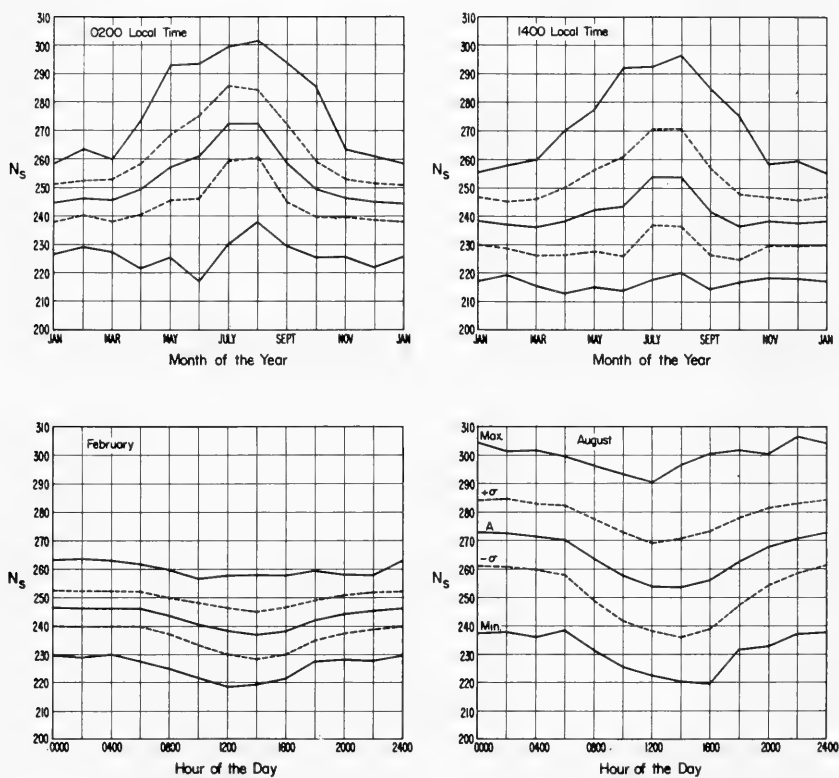 0200 Local Time
310
300
290
280
270
260
Ns
250
240
230
220
210
200
JAN MAR MAY JULY SEPT NOV JAN
Month of the Year
1400 Local Time
310
300
290
280
270
260
Ns
250
240
230
220
210
200
JAN MAR MAY JULY SEPT NOV JAN
Month of the Year
February
310
300
290
280
270
260
Ns
250
240
230
220
210
200
0000 0400 0800 1200 1600 2000 2400
Hour of the Day
August
310
Max.
300
290
+σ
280
A
270
-σ
260
Ns
250
240
Min.
230
220
210
200
0000 0400 0800 1200 1600 2000 2400
Hour of the Day